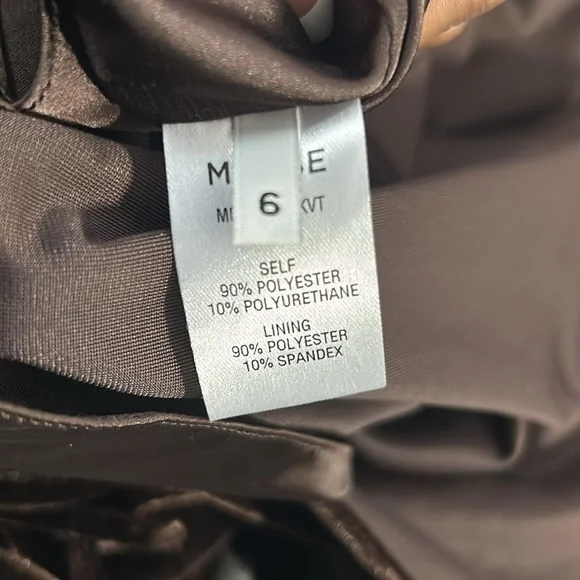 6
SELF
90% POLYESTER
10% POLYURETHANE
LINING
90% POLYESTER
10% SPANDEX